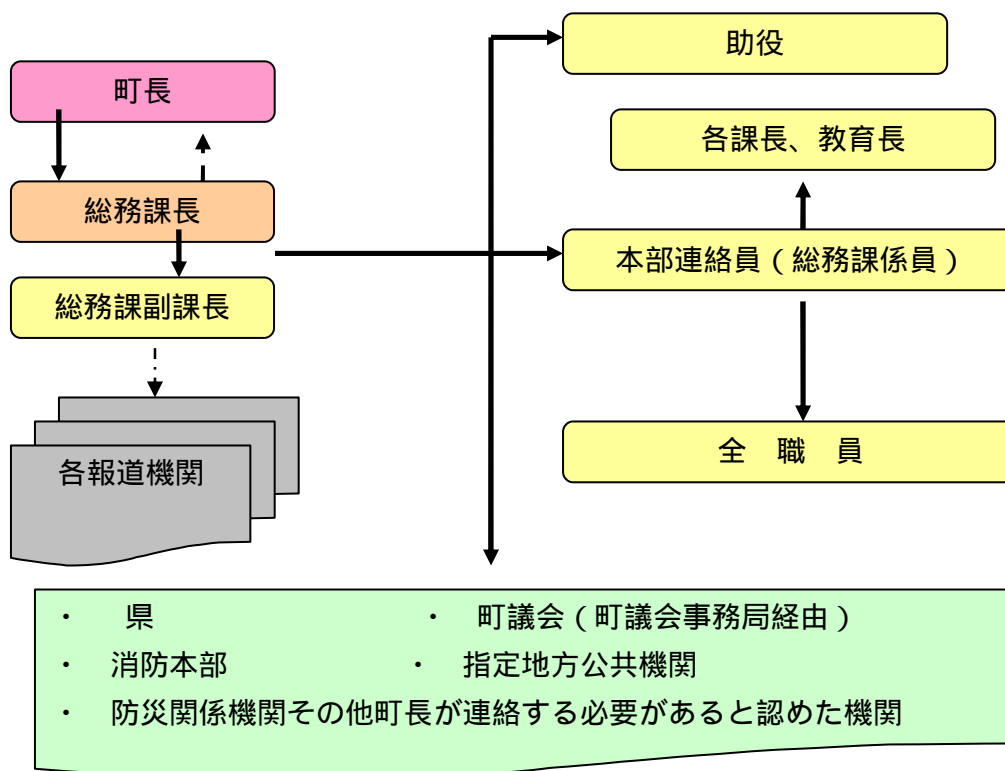 助役
町長
各課長、教育長
総務課長
本部連絡員（総務課係員）
総務課副課長
全　職　員
各報道機関
・　県　・　町議会（町議会事務局経由）
・　消防本部　・　指定地方公共機関
・　防災関係機関その他町長が連絡する必要があると認めた機関